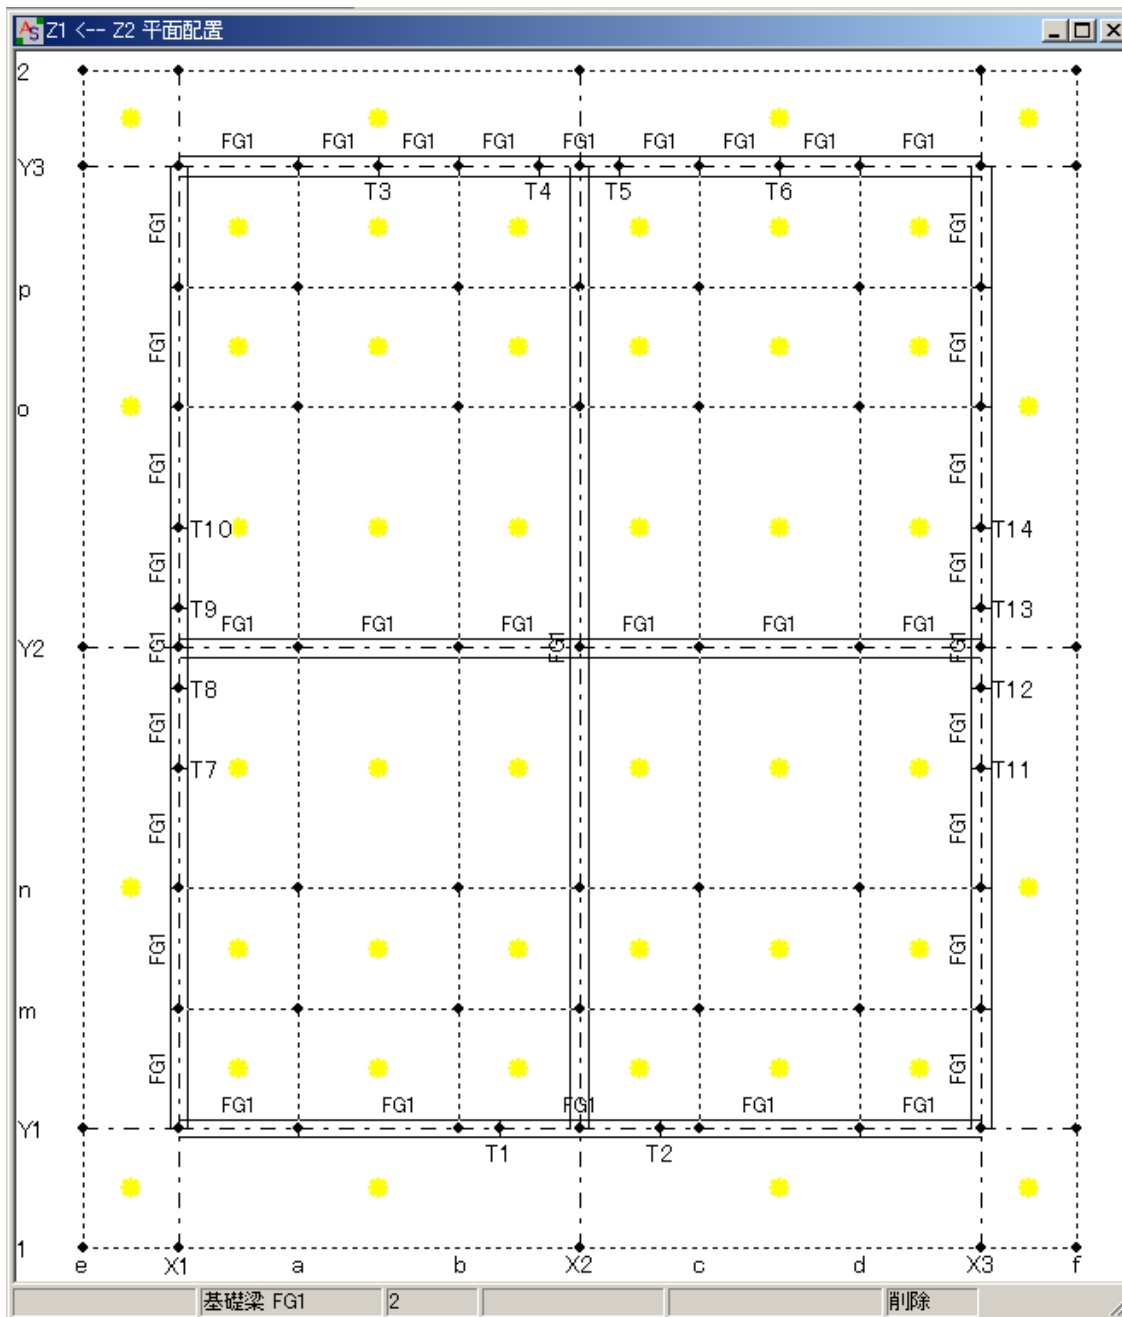 Z1 <-- Z2 平面配置
2
FG1 FG1 FG1 FG1 FG1 FG1 FG1 FG1 FG1
Y3
T3 T4 T5 T6
FG1 FG1
p
FG1 FG1
o
FG1 FG1
T10 T14
FG1 FG1
T9 T13
FG1 FG1 FG1 FG1 FG1 FG1
Y2 FG1 FG1 FG1
T8 T12
FG1 FG1
T7 T11
FG1 FG1
n
FG1 FG1
m
FG1 FG1
FG1 FG1 FG1 FG1 FG1
Y1
T1 T2
1
e X1 a b X2 c d X3 f
基礎梁 FG1 2 削除